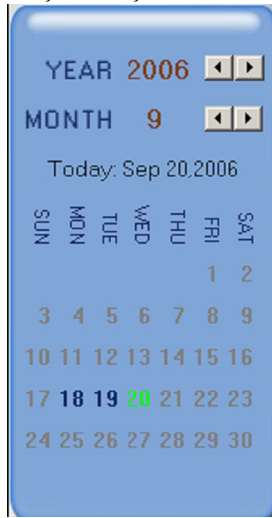 YEAR 2006
MONTH 9
Today: Sep 20,2006
SUN MON TUE WED THU FRI SAT
1 2
3 4 5 6 7 8 9
10 11 12 13 14 15 16
17 18 19 20 21 22 23
24 25 26 27 28 29 30